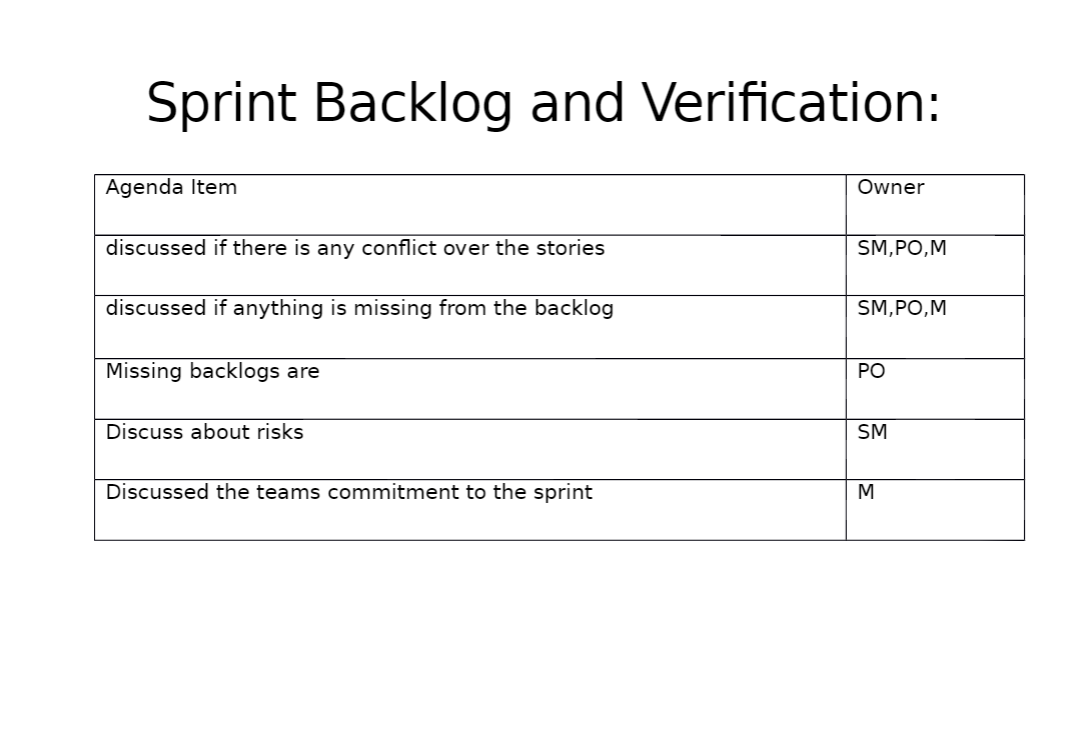 Sprint Backlog and Verification:
Agenda Item Owner
discussed if there is any conflict over the stories SM,PO,M
discussed if anything is missing from the backlog SM,PO,M
Missing backlogs are PO
Discuss about risks SM
Discussed the teams commitment to the sprint M